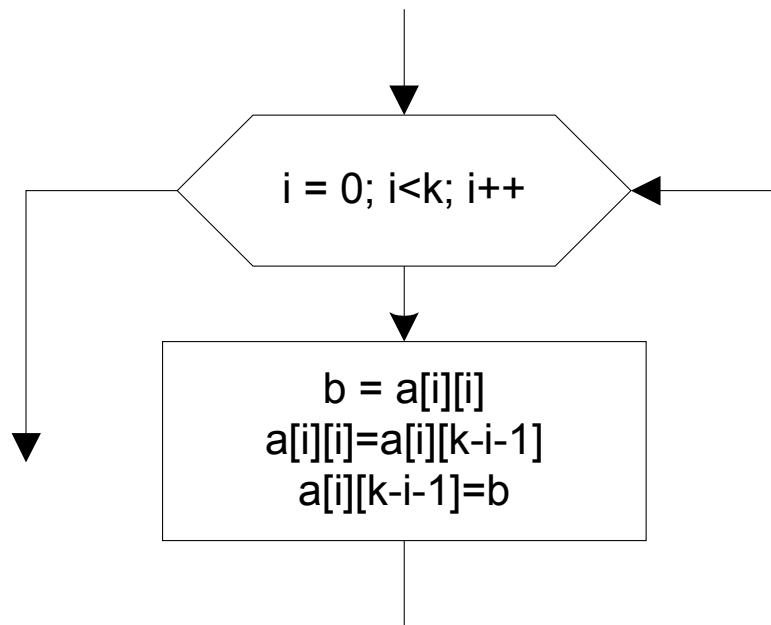 i = 0; i<k; i++
b = a[i][i]
a[i][i]=a[i][k-i-1]
a[i][k-i-1]=b